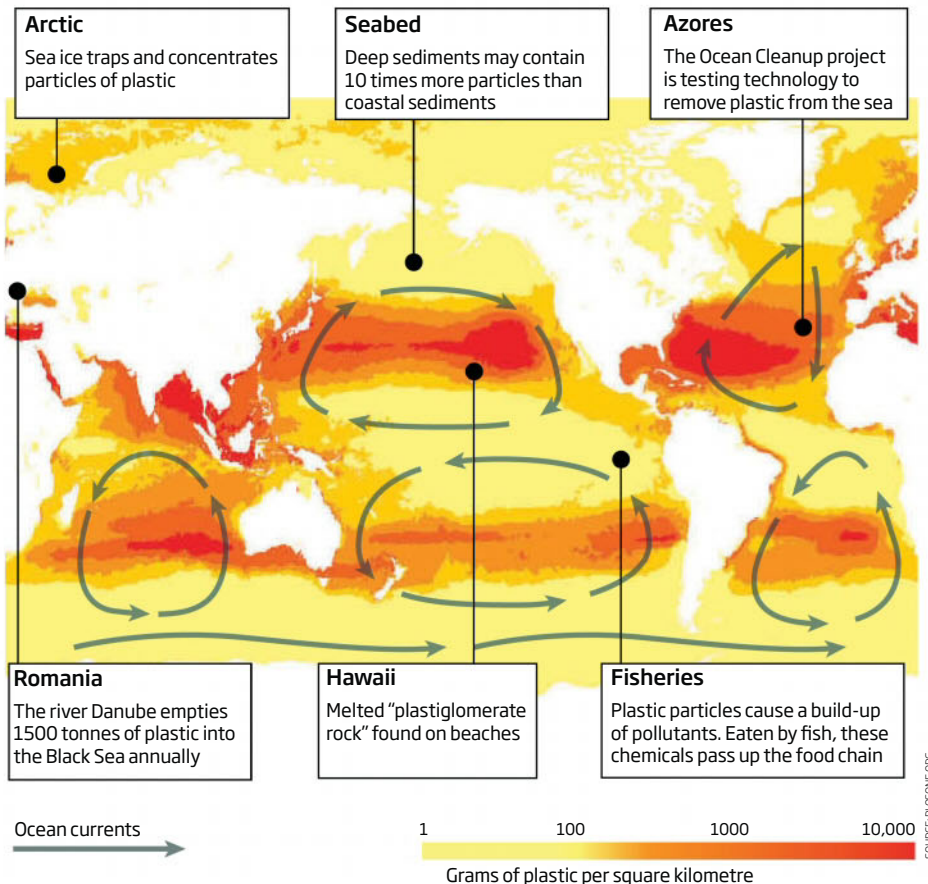 Arctic
Sea ice traps and concentrates
particles of plastic
Seabed
Deep sediments may contain
10 times more particles than
coastal sediments
Azores
The Ocean Cleanup project
is testing technology to
remove plastic from the sea
Romania
The river Danube empties
1500 tonnes of plastic into
the Black Sea annually
Hawaii
Melted “plastiglomerate
rock” found on beaches
Fisheries
Plastic particles cause a build-up
of pollutants. Eaten by fish, these
chemicals pass up the food chain
Ocean currents
1 100 1000 10,000
Grams of plastic per square kilometre
SOURCE: